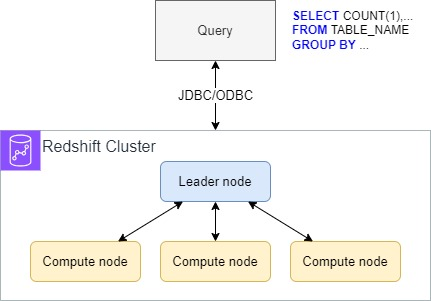 Query
SELECT COUNT(1),...
FROM TABLE_NAME
GROUP BY ...
JDBC/ODBC
Redshift Cluster
Leader node
Compute node
Compute node
Compute node